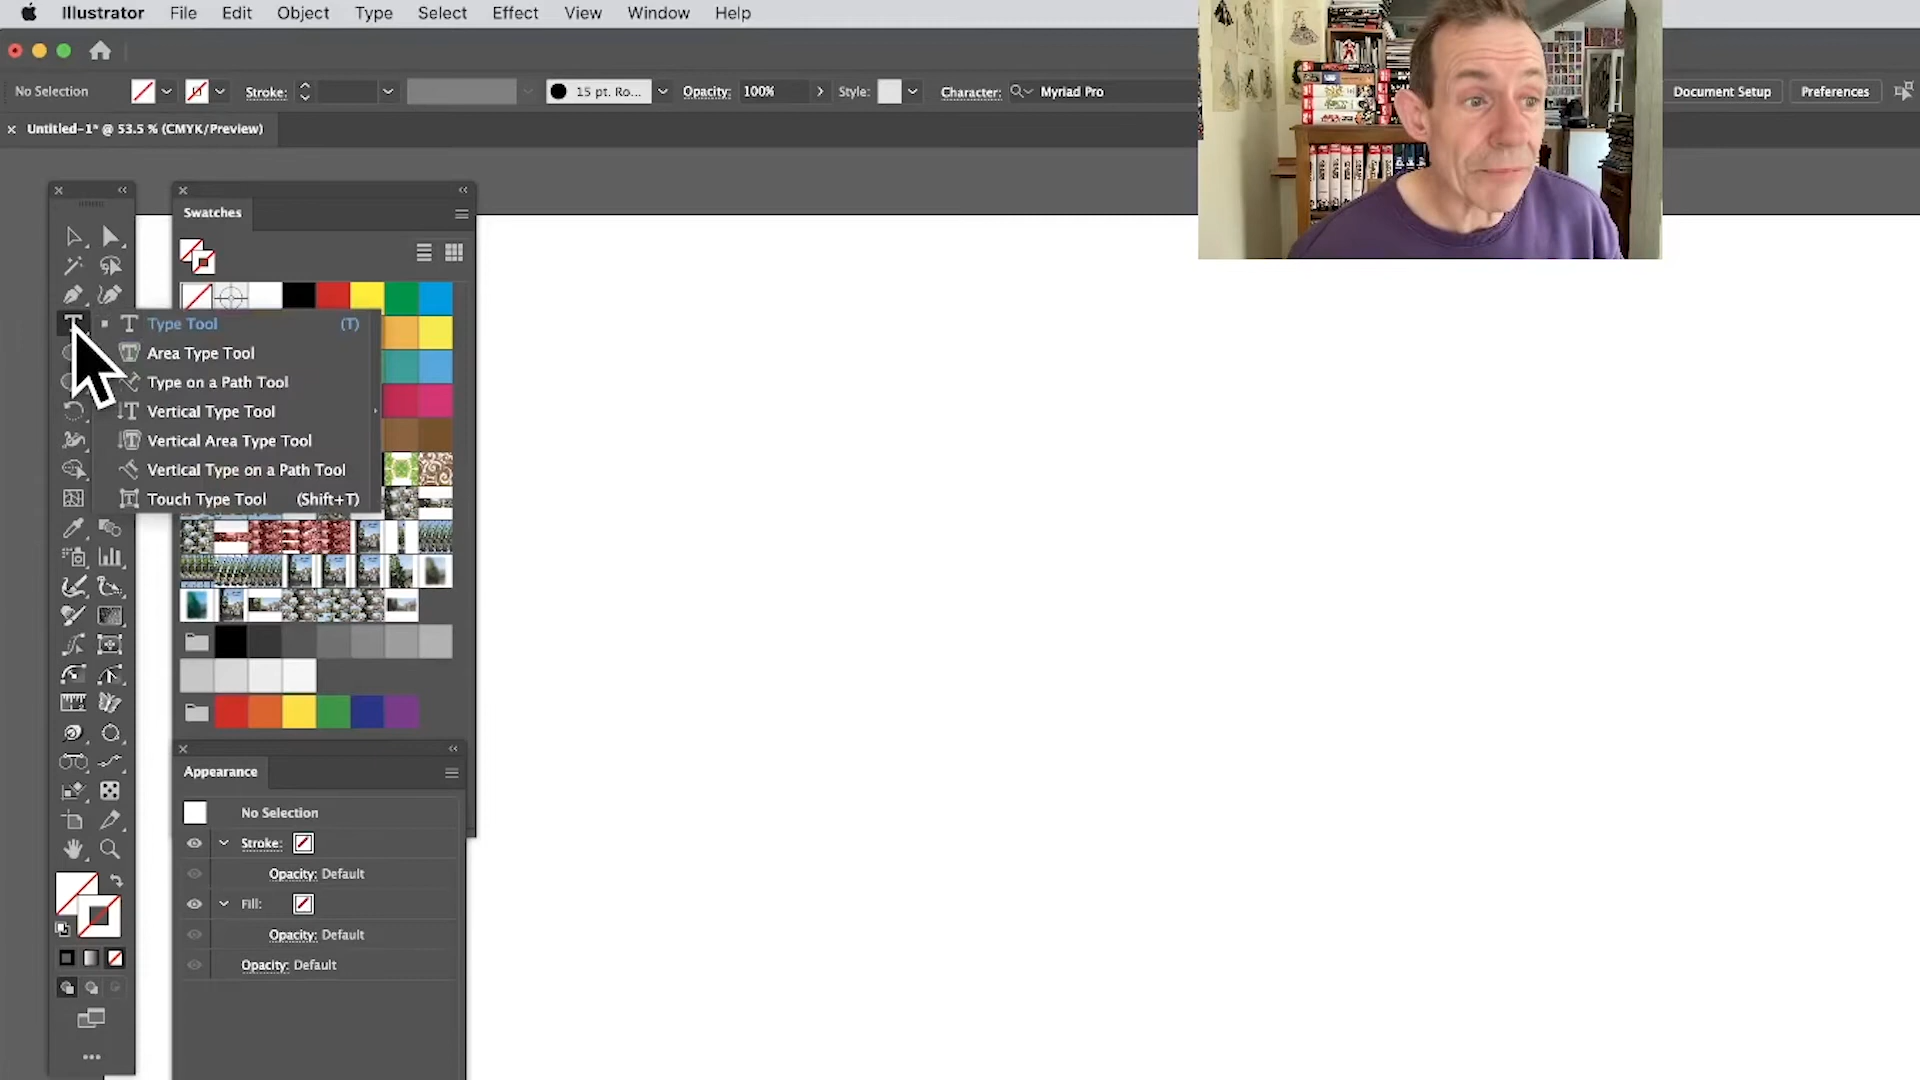 Illustrator File Edit Object Type Select Effect View Window Help
No Selection Stroke: 15 pt. Ro... Opacity: 100% Style: Character: Myriad Pro Document Setup Preferences
Untitled-1* @ 53.5 % (CMYK/Preview)
Swatches
Type Tool (T)
Area Type Tool
Type on a Path Tool
Vertical Type Tool
Vertical Area Type Tool
Vertical Type on a Path Tool
Touch Type Tool (Shift+T)
Appearance
No Selection
Stroke:
Opacity: Default
Fill:
Opacity: Default
Opacity: Default